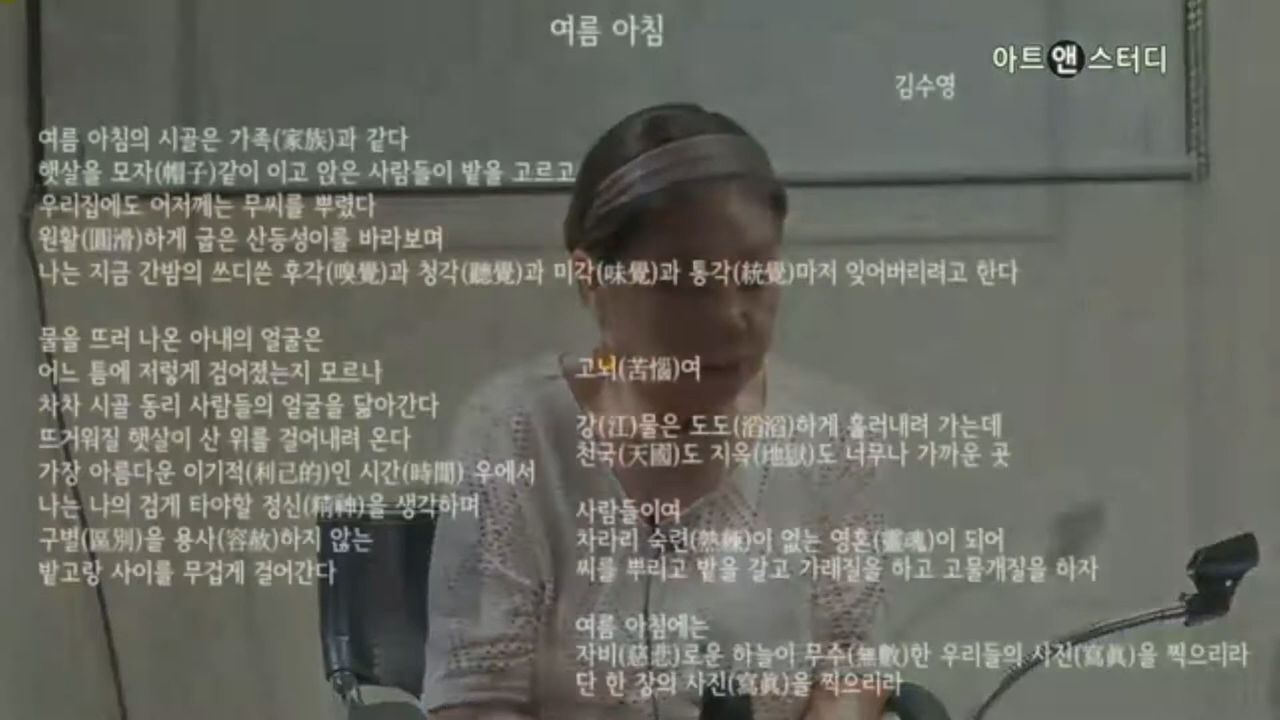 여름 아침
아트앤스터디
김수영
여름 아침의 시골은 가족(家族)과 같다
햇살을 모자(帽子)같이 이고 앉은 사람들이 밭을 고르고
우리집에도 어저께는 무씨를 뿌렸다
원활(圓滑)하게 굽은 산등성이를 바라보며
나는 지금 간밤의 쓰디쓴 후각(嗅覺)과 청각(聽覺)과 미각(味覺)과 통각(統覺)마저 잊어버리려고 한다
물을 뜨러 나온 아내의 얼굴은
어느 틈에 저렇게 검어졌는지 모르나
차차 시골 동리 사람들의 얼굴을 닮아간다
뜨거워질 햇살이 산 위를 걸어내려 온다
가장 아름다운 이기적(利己的)인 시간(時間) 우에서
나는 나의 검게 타야할 정신(精神)을 생각하며
구별(區別)을 용사(容赦)하지 않는
밭고랑 사이를 무겁게 걸어간다
고뇌(苦惱)여
강(江)물은 도도(滔滔)하게 흘러내려 가는데
천국(天國)도 지옥(地獄)도 너무나 가까운 곳
사람들이여
차라리 숙련(熟練)이 없는 영혼(靈魂)이 되어
씨를 뿌리고 밭을 갈고 가래질을 하고 고물개질을 하자
여름 아침에는
자비(慈悲)로운 하늘이 무수(無數)한 우리들의 사진(寫眞)을 찍으리라
단 한 장의 사진(寫眞)을 찍으리라